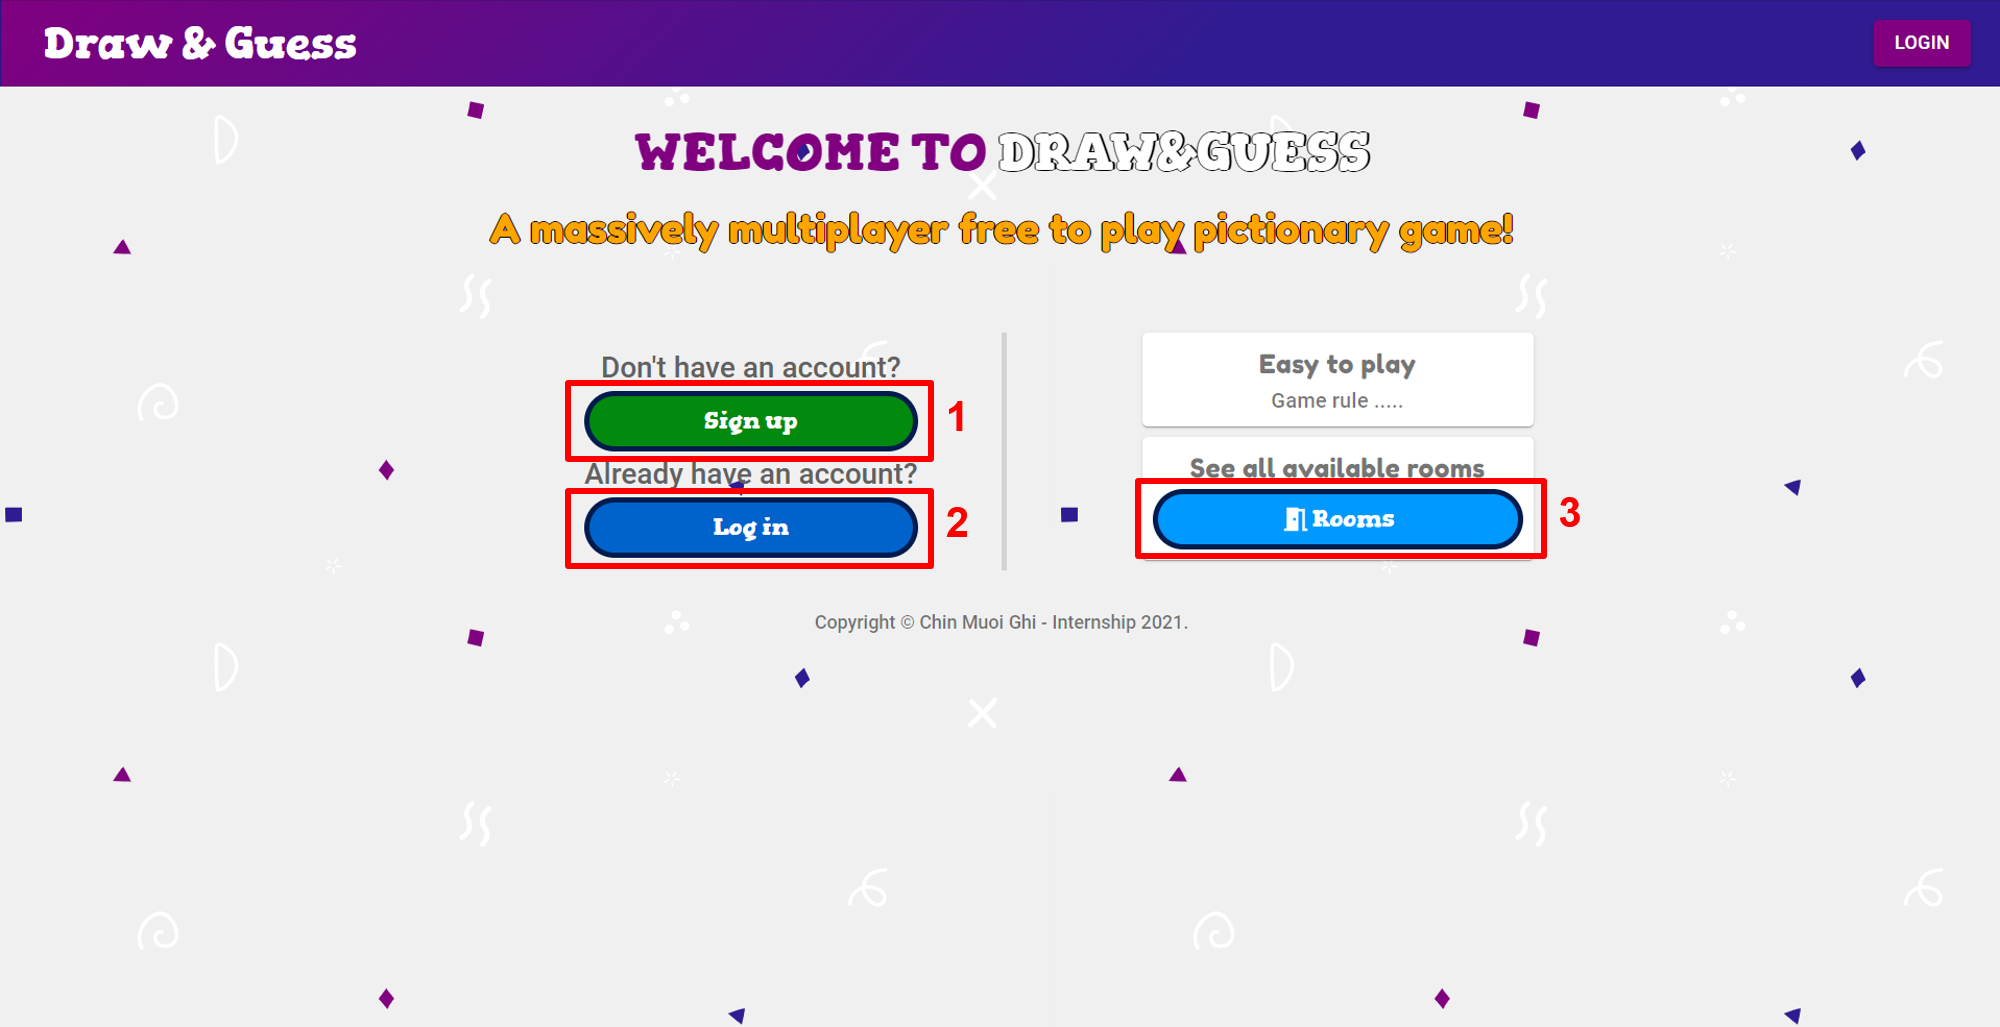 Draw & Guess
LOGIN
WELCOME TO DRAW&GUESS
A massively multiplayer free to play pictionary game!
Don't have an account?
Sign up
1
Already have an account?
Log in
2
Easy to play
Game rule .....
See all available rooms
Rooms
3
Copyright © Chin Muoi Ghi - Internship 2021.